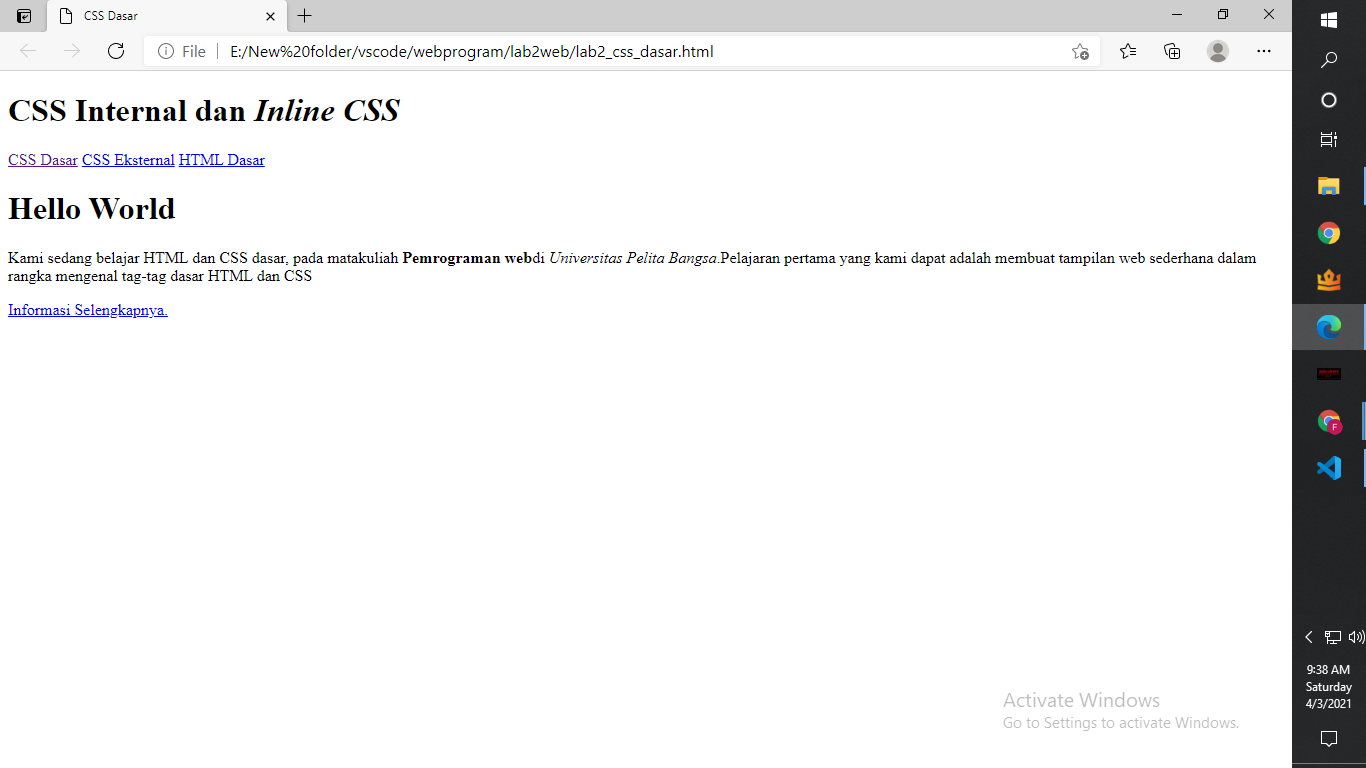 CSS Dasar
File
E:/New%20folder/vscode/webprogram/lab2web/lab2_css_dasar.html
CSS Internal dan Inline CSS
CSS Dasar CSS Eksternal HTML Dasar
Hello World
Kami sedang belajar HTML dan CSS dasar, pada matakuliah Pemrograman webdi Universitas Pelita Bangsa.Pelajaran pertama yang kami dapat adalah membuat tampilan web sederhana dalam
rangka mengenal tag-tag dasar HTML dan CSS
Informasi Selengkapnya.
Activate Windows
Go to Settings to activate Windows.
F
9:38 AM
Saturday
4/3/2021